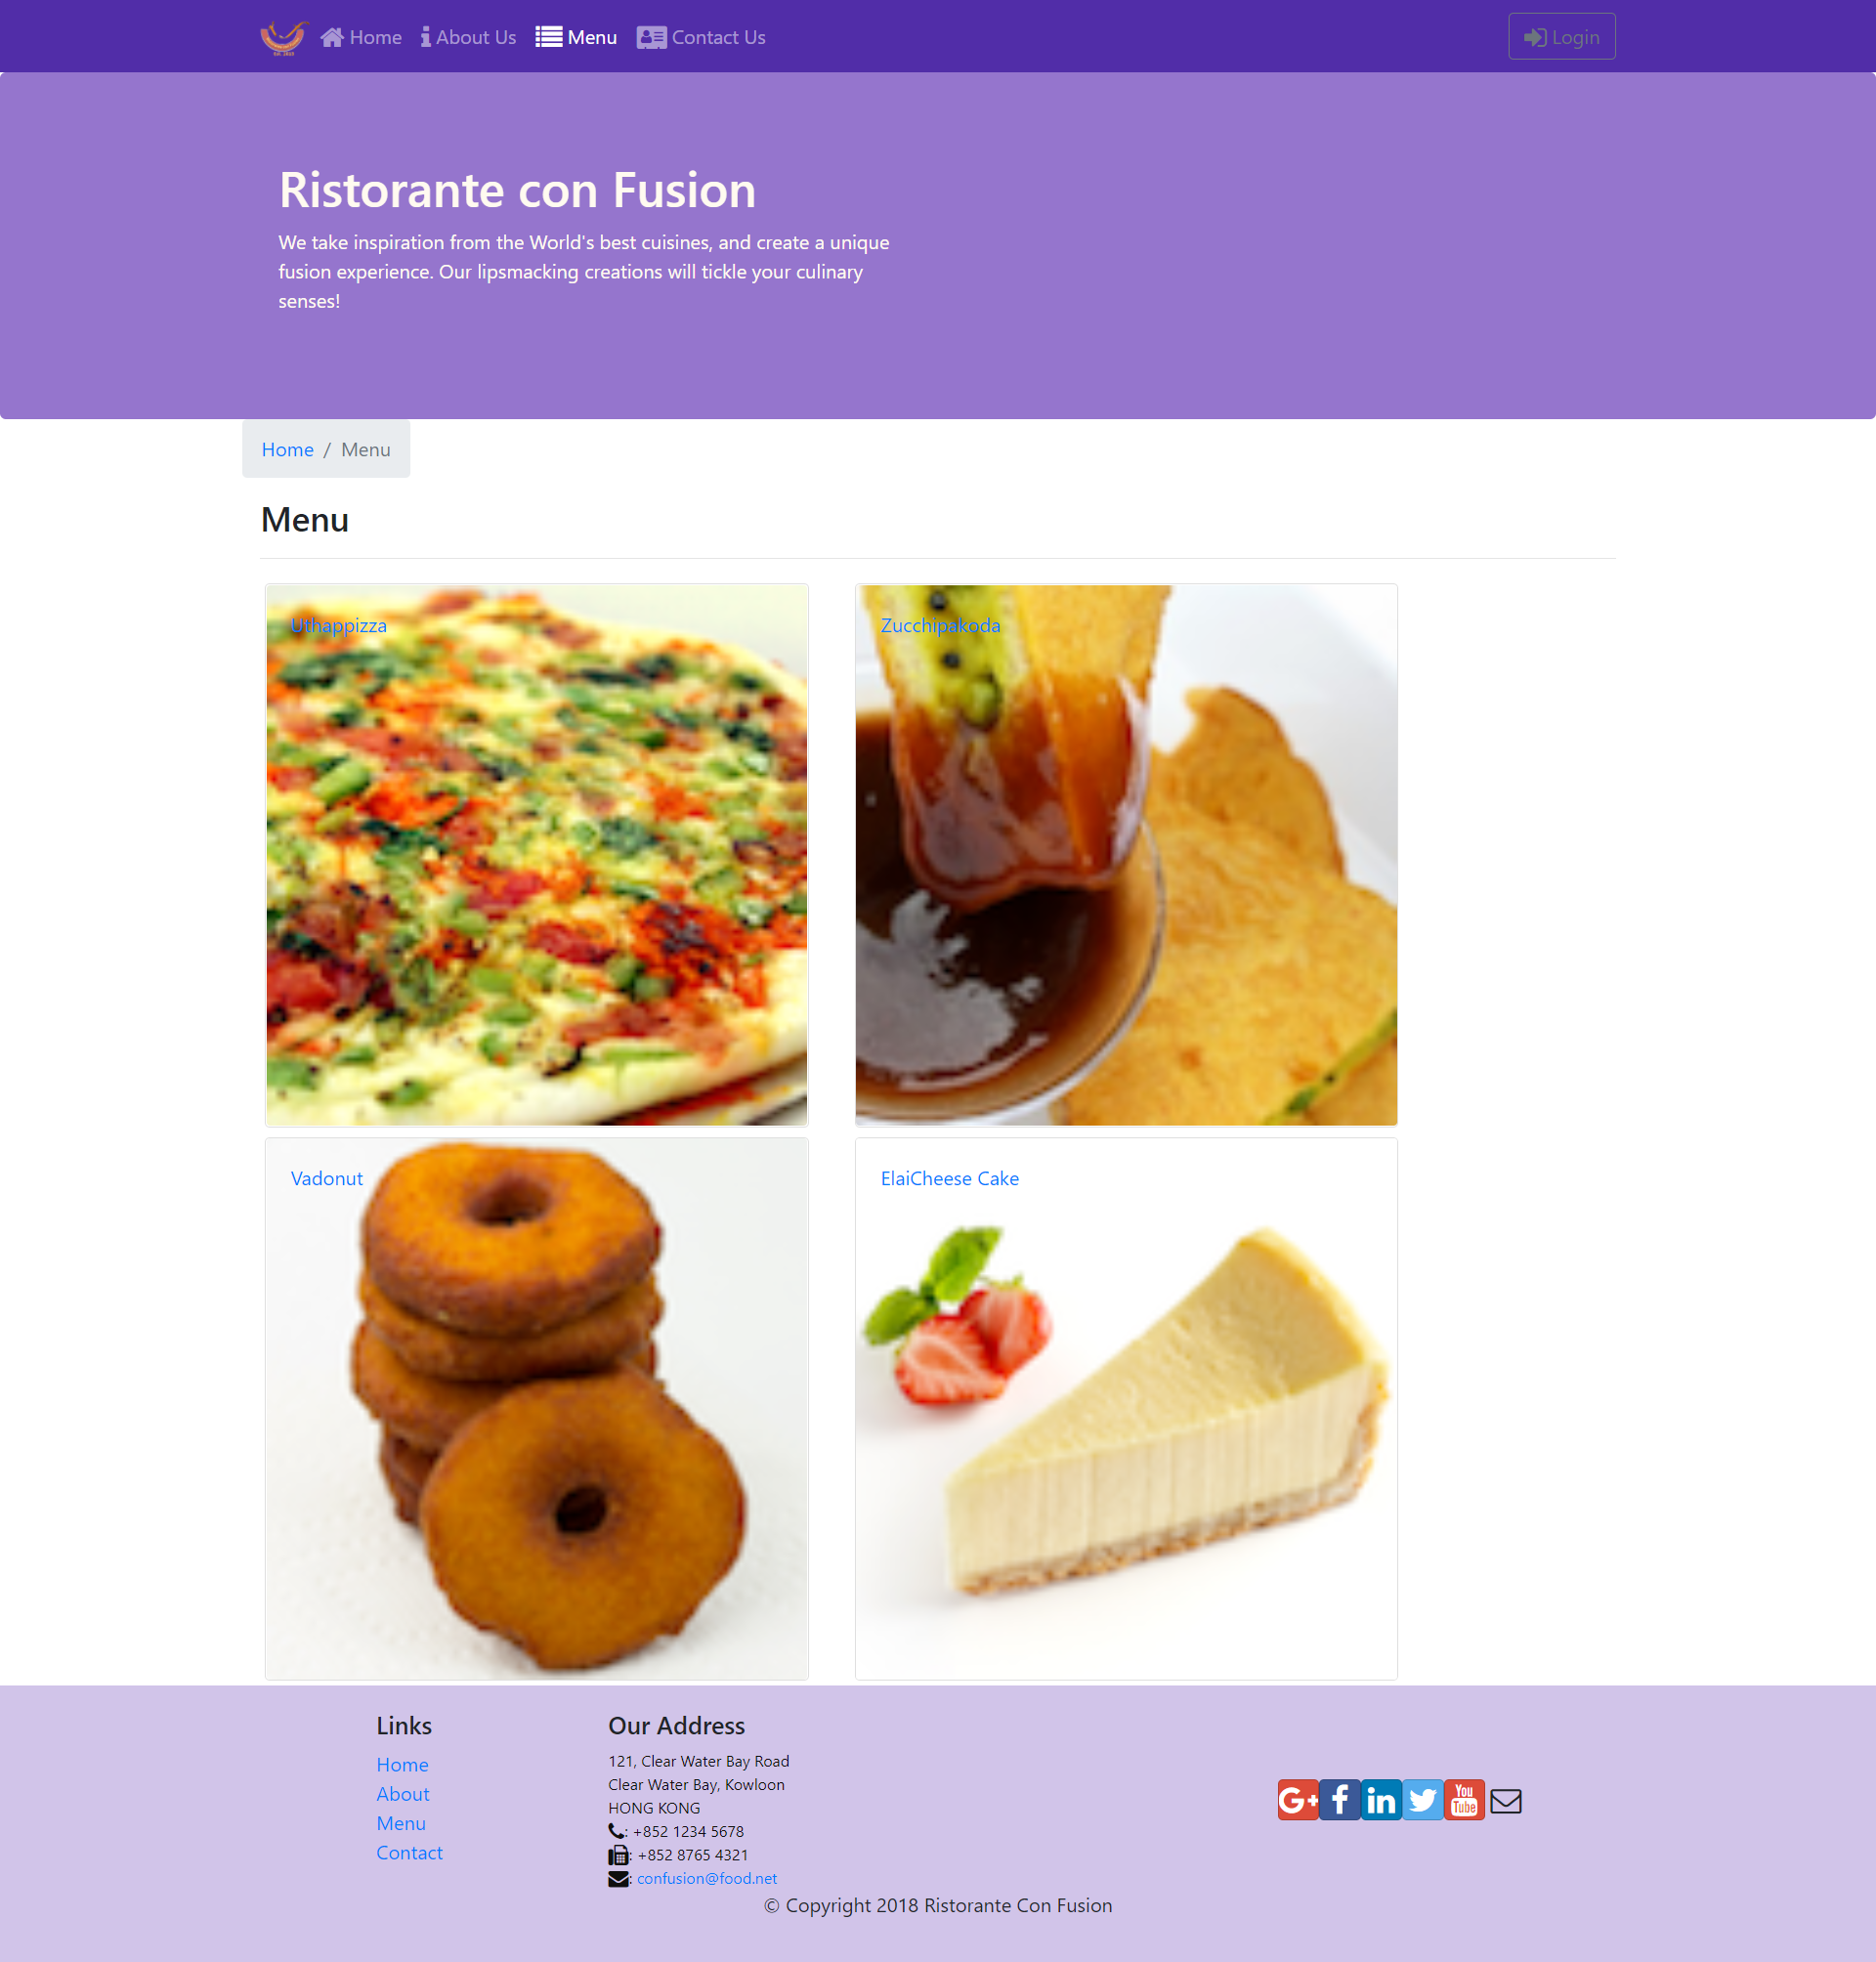 Home About Us Menu Contact Us Login
Ristorante con Fusion
We take inspiration from the World's best cuisines, and create a unique
fusion experience. Our lipsmacking creations will tickle your culinary
senses!
Home / Menu
Menu
Uthappizza
Zucchipakoda
Vadonut
ElaiCheese Cake
Links
Home
About
Menu
Contact
Our Address
121, Clear Water Bay Road
Clear Water Bay, Kowloon
HONG KONG
: +852 1234 5678
: +852 8765 4321
: confusion@food.net
G+ f in You Tube
© Copyright 2018 Ristorante Con Fusion